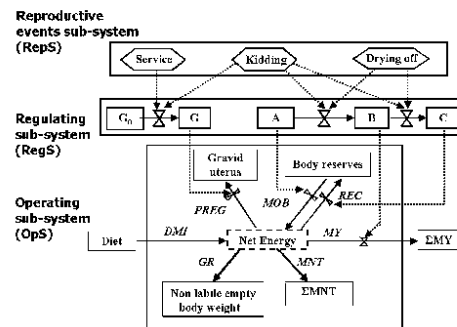 Reproductive
events sub-system
(RepS)
Service
Kidding
Drying off
Regulating
sub-system
(RegS)
G0
G
A
B
C
Operating
sub-system
(OpS)
Gravid
uterus
Body reserves
PREG
MOB
REC
Diet
DMI
Net Energy
MY
ΣMY
GR
MNT
Non labile empty
body weight
ΣMNT